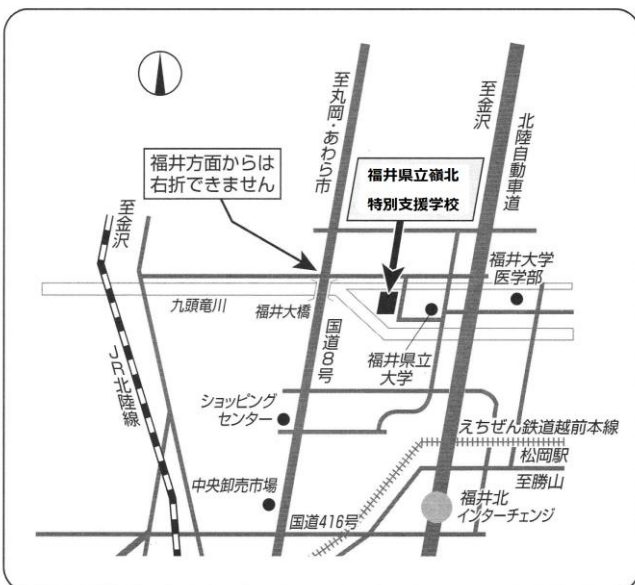 至丸岡・あわら市
至金沢
北陸自動車道
福井方面からは
右折できません
福井県立嶺北
特別支援学校
至金沢
福井大学
医学部
九頭竜川
福井大橋
国道8号
福井県立
大学
JR北陸線
ショッピング
センター
えちぜん鉄道越前本線
松岡駅
至勝山
中央卸売市場
国道416号
福井北
インターチェンジ